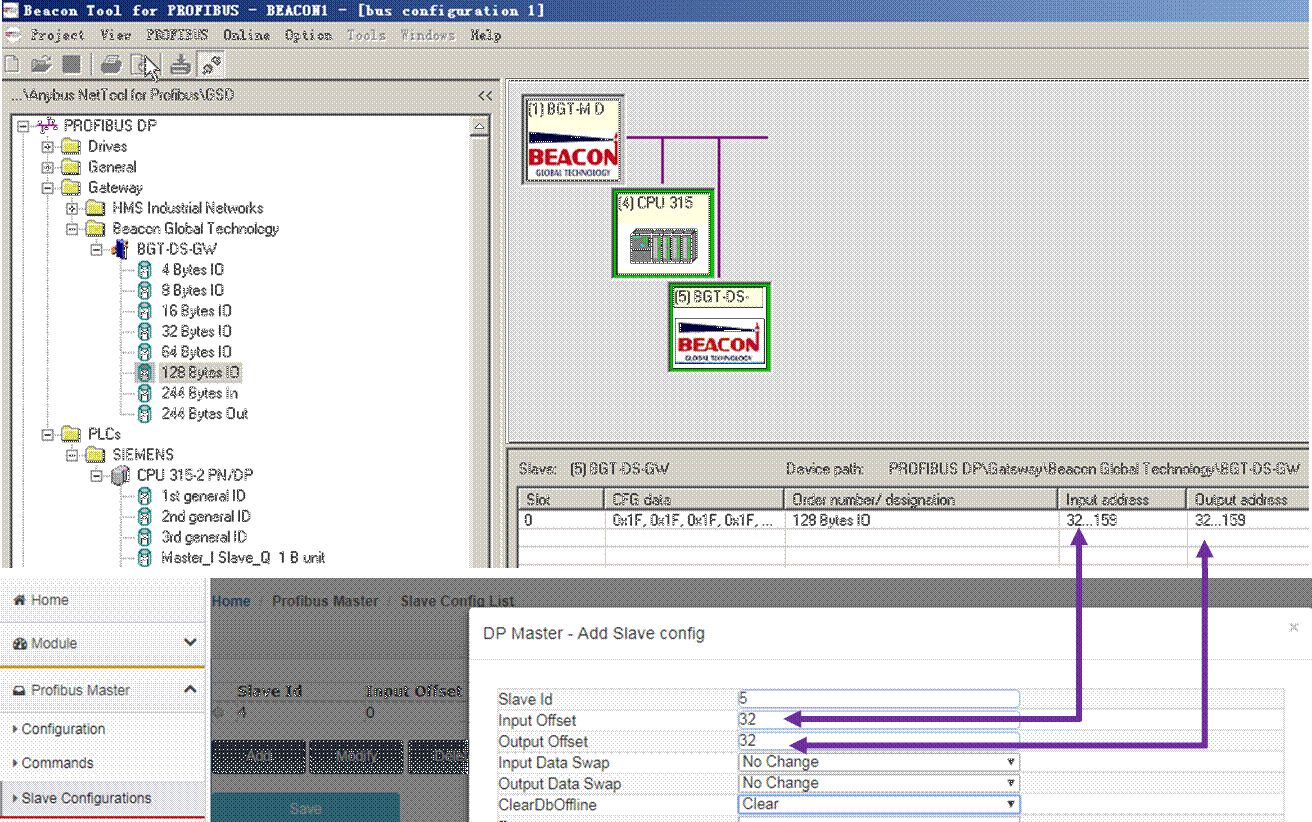 Beacon Tool for PROFIBUS - BEACON1 - [bus configuration 1]
Project View PROFIBUS Online Option Tools Windows Help
...\Anybus NetTool for Profibus\GSD <<
PROFIBUS DP
Drives
General
Gateway
HMS Industrial Networks
Beacon Global Technology
BGT-DS-GW
4 Bytes IO
8 Bytes IO
16 Bytes IO
32 Bytes IO
64 Bytes IO
128 Bytes IO
244 Bytes In
244 Bytes Out
PLCs
SIEMENS
CPU 315-2 PN/DP
1st general ID
2nd general ID
3rd general ID
Master_I Slave_Q 1 B unit
(1) BGT-M D
BEACON
GLOBAL TECHNOLOGY
(4) CPU 315
(5) BGT-DS-
BEACON
GLOBAL TECHNOLOGY
Slave: (5) BGT-DS-GW Device path: PROFIBUS DP\Gateway\Beacon Global Technology\BGT-DS-GW
Slot CFG data Order number/ designation Input address Output address
0 0x1F, 0x1F, 0x1F, 0x1F, ... 128 Bytes IO 32...159 32...159
Home
Module
Profibus Master
Configuration
Commands
Slave Configurations
Home / Profibus Master / Slave Config List
Slave Id Input Offset
4 0
Add Modify Dele
Save
DP Master - Add Slave config ×
Slave Id 5
Input Offset 32
Output Offset 32
Input Data Swap No Change
Output Data Swap No Change
ClearDbOffline Clear